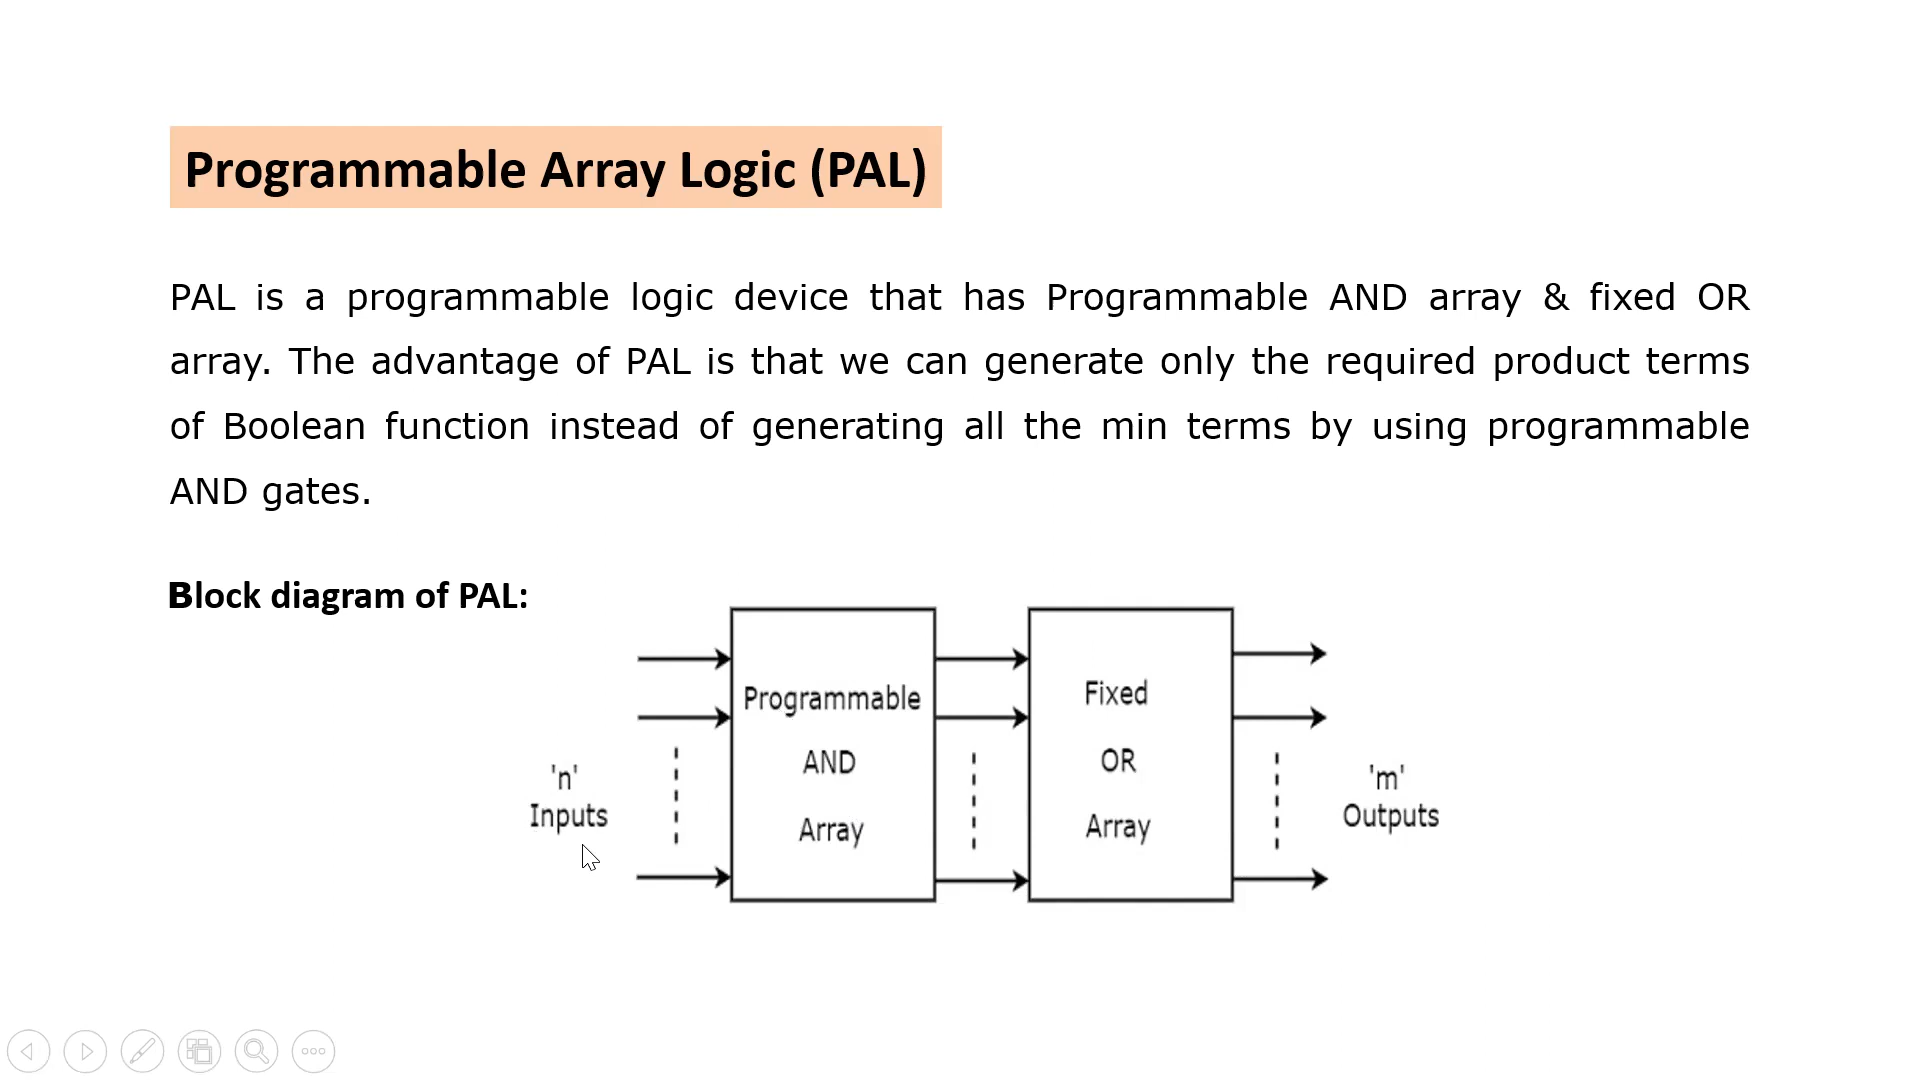 Programmable Array Logic (PAL)
PAL is a programmable logic device that has Programmable AND array & fixed OR
array. The advantage of PAL is that we can generate only the required product terms
of Boolean function instead of generating all the min terms by using programmable
AND gates.
Block diagram of PAL:
'n'
Inputs
Programmable
AND
Array
Fixed
OR
Array
'm'
Outputs